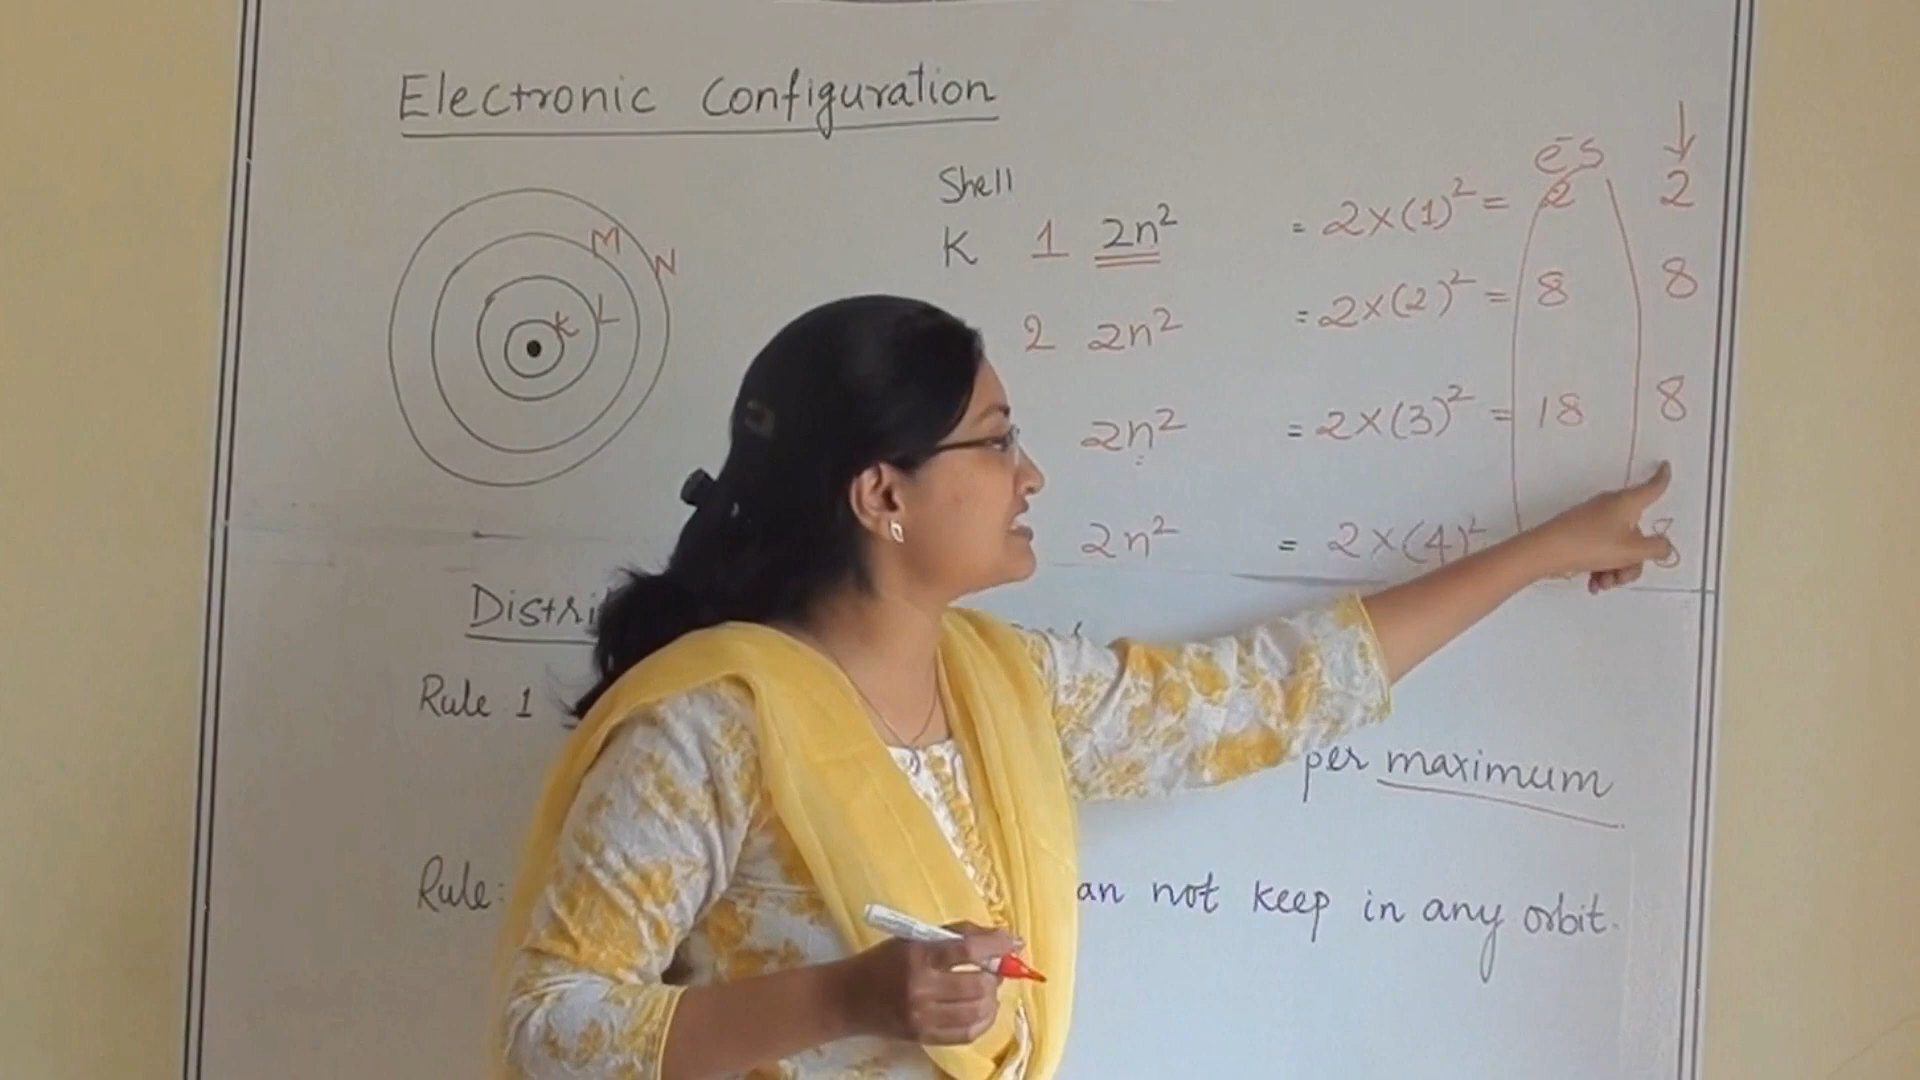 Electronic Configuration
Shell
es
↓
K 1 2n² = 2×(1)² = 2 2
2 2n² = 2×(2)² = 8 8
2n² = 2×(3)² = 18 8
2n² = 2×(4)² 8
M
N
L
K
Distri
Rule 1
per maximum
Rule:
an not keep in any orbit.